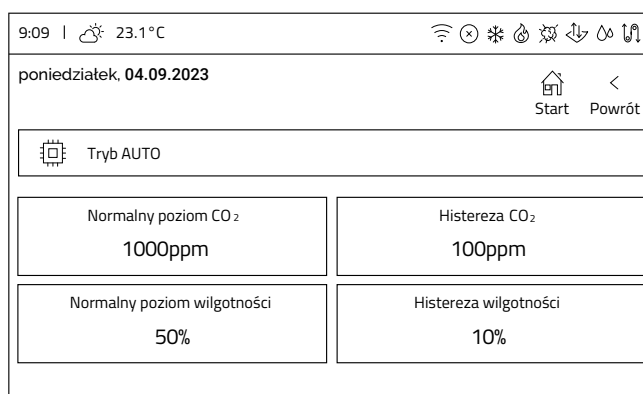 9:09 | 23.1°C
poniedziałek, 04.09.2023
Start Powrót
Tryb AUTO
Normalny poziom CO₂ Histereza CO₂
1000ppm 100ppm
Normalny poziom wilgotności Histereza wilgotności
50% 10%